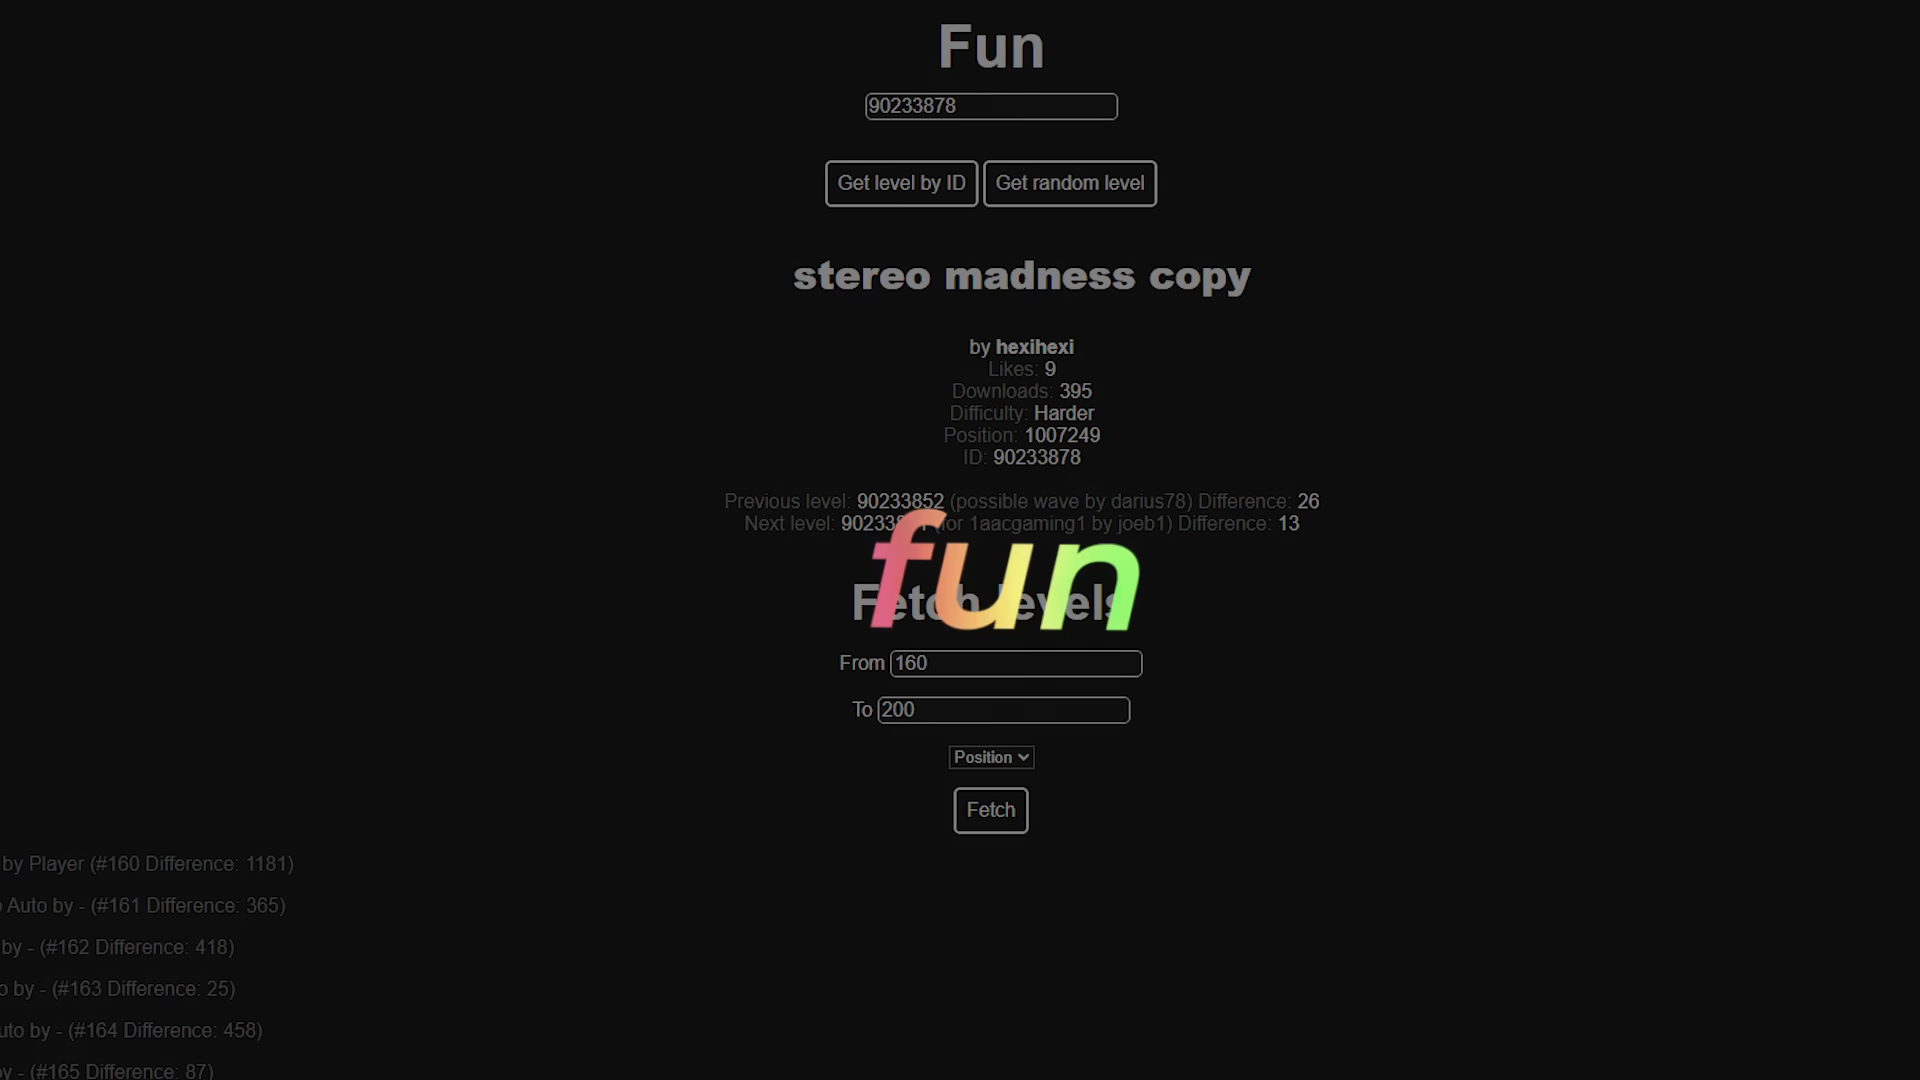 Fun
90233878
Get level by ID
Get random level
stereo madness copy
by hexihexi
Likes: 9
Downloads: 395
Difficulty: Harder
Position: 1007249
ID: 90233878
Previous level: 90233852 (possible wave by darius78) Difference: 26
Next level: 1aacgaming1 by joeb1) Difference: 13
fun
Fetch levels
From 160
To 200
Position
Fetch
by Player (#160 Difference: 1181)
Auto by - (#161 Difference: 365)
by - (#162 Difference: 418)
by - (#163 Difference: 25)
by - (#164 Difference: 458)
- (#165 Difference: 87)